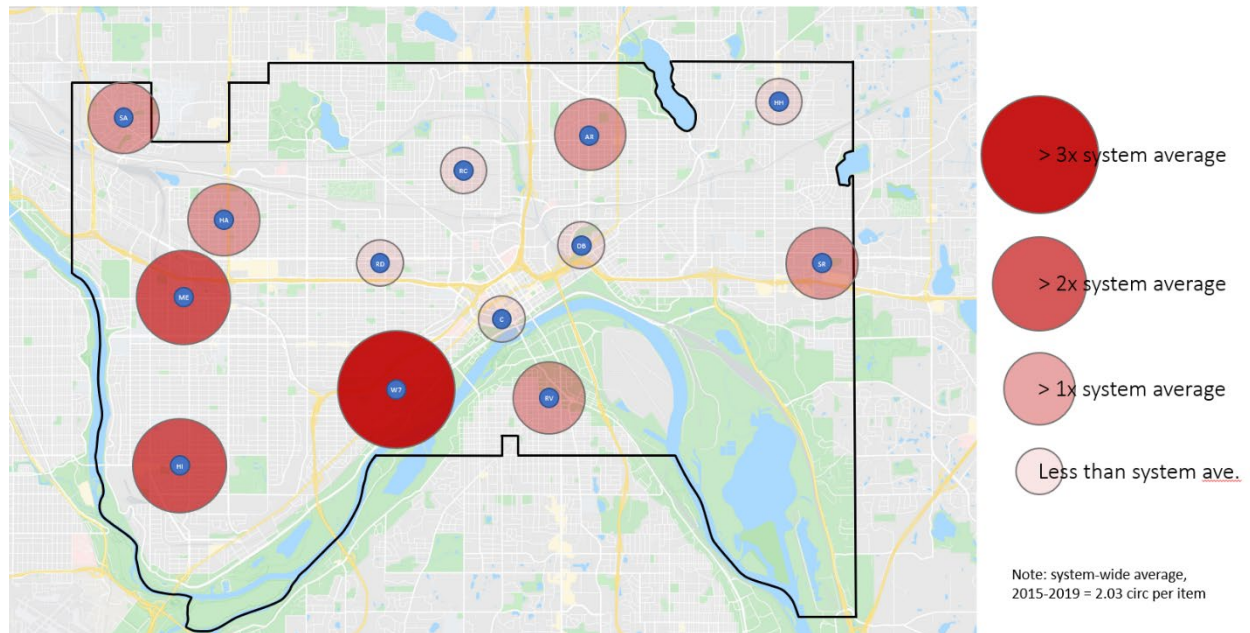 SA
HH
AR
RC
HA
DB
RD
SR
ME
C
W7
RV
HI
> 3x system average
> 2x system average
> 1x system average
Less than system ave.
Note: system-wide average,
2015-2019 = 2.03 circ per item